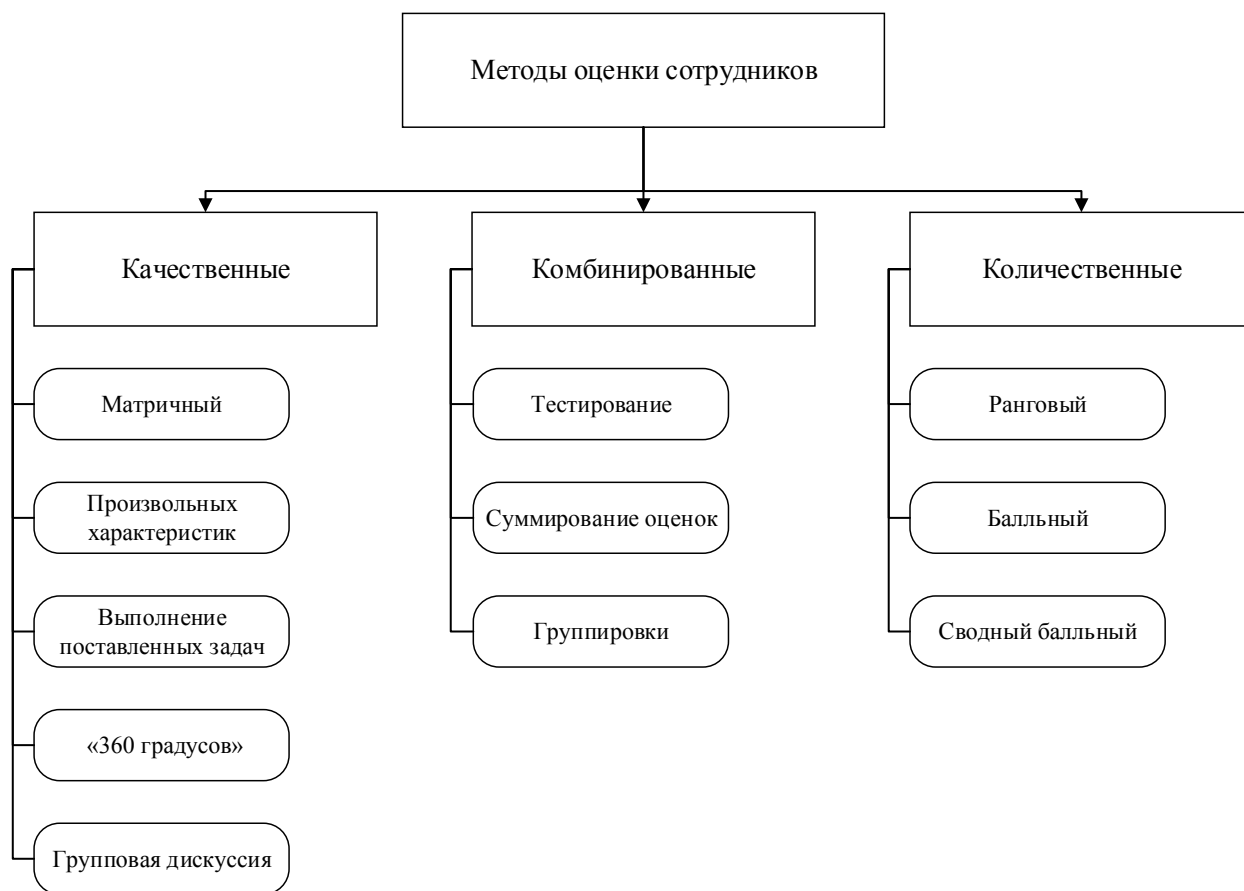 Методы оценки сотрудников
Качественные
Комбинированные
Количественные
Матричный
Тестирование
Ранговый
Произвольных
характеристик
Суммирование оценок
Балльный
Выполнение
поставленных задач
Группировки
Сводный балльный
«360 градусов»
Групповая дискуссия